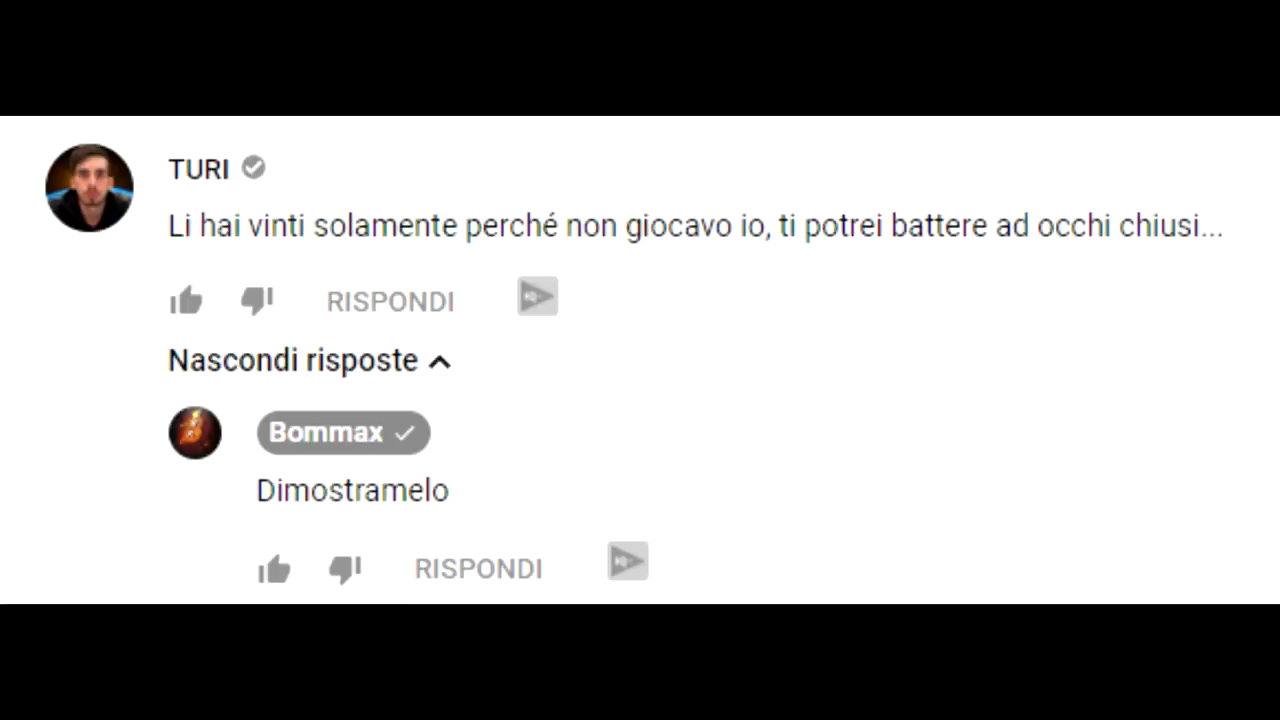 TURI
Li hai vinti solamente perché non giocavo io, ti potrei battere ad occhi chiusi...
RISPONDI
Nascondi risposte
Bommax
Dimostramelo
RISPONDI